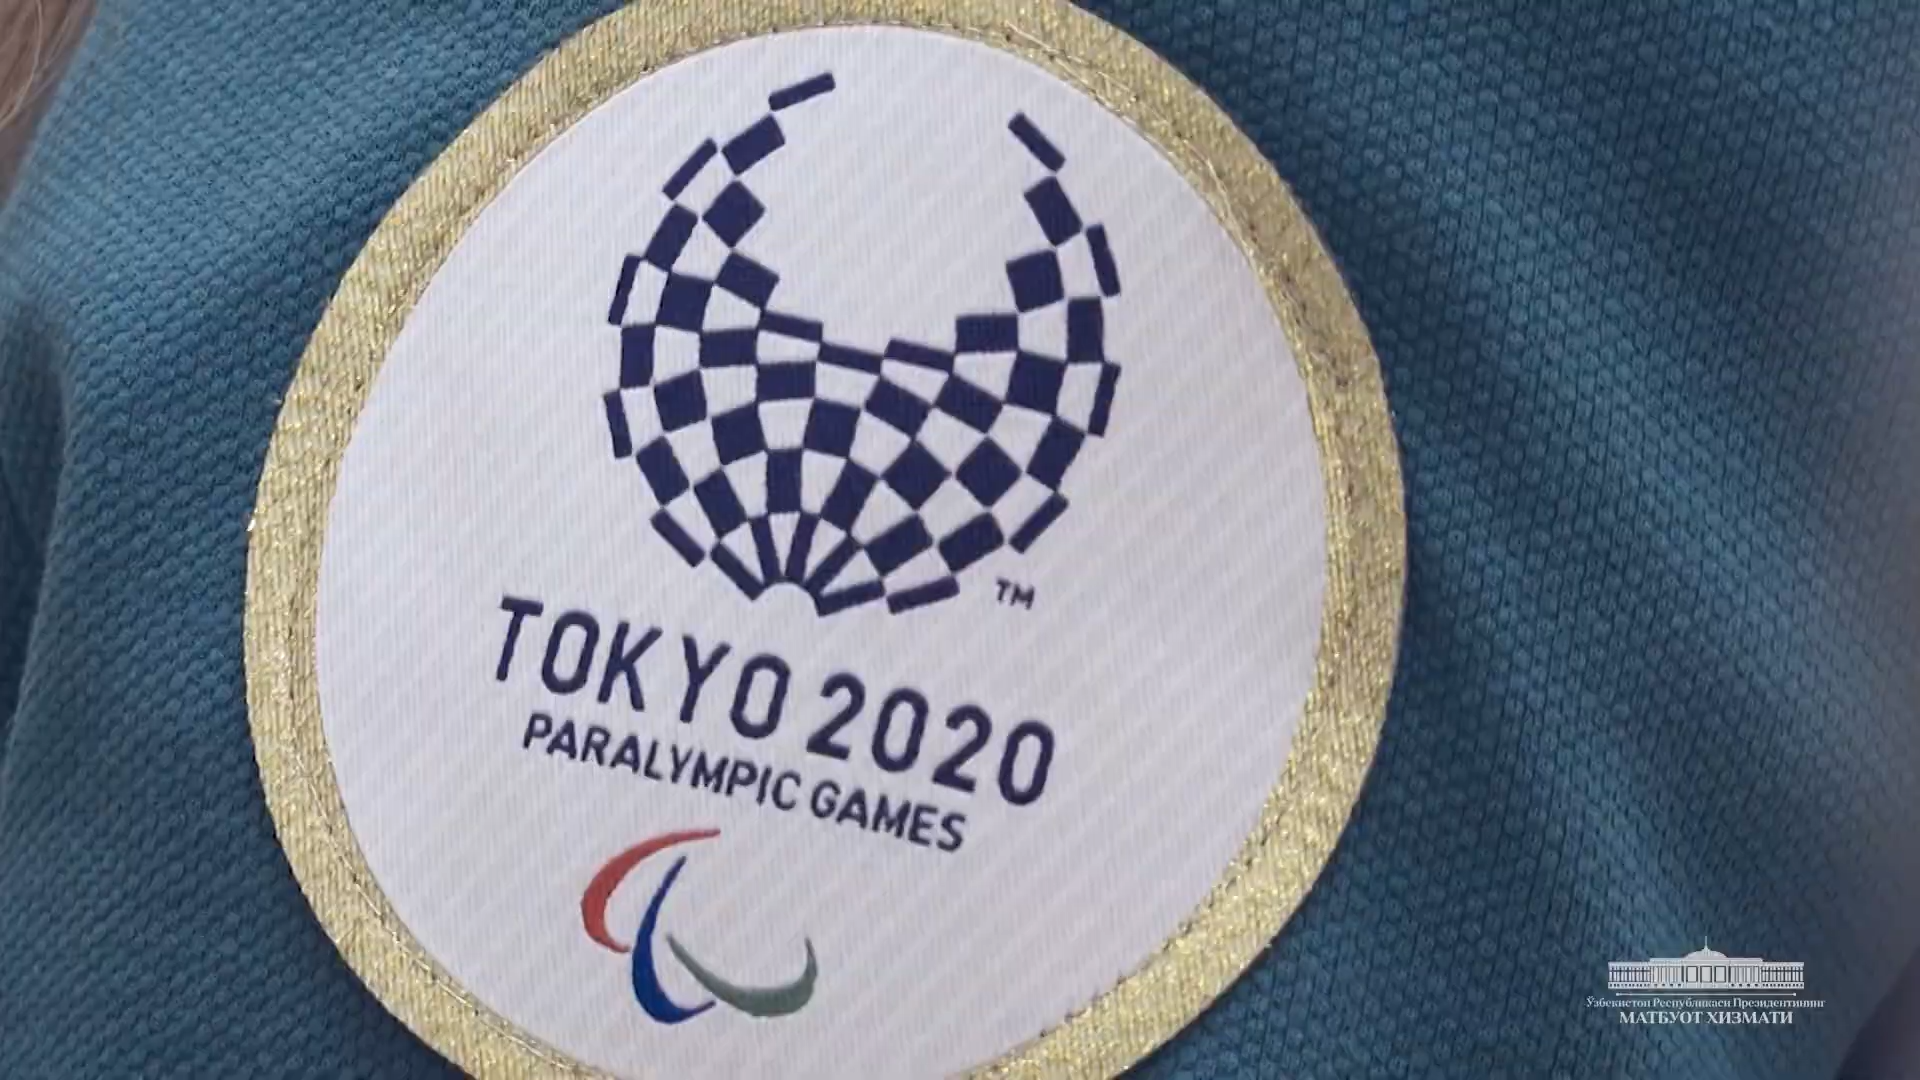 TM
TOKYO 2020
PARALYMPIC GAMES
Ўзбекистон Республикаси Президентининг
МАТБУОТ ХИЗМАТИ